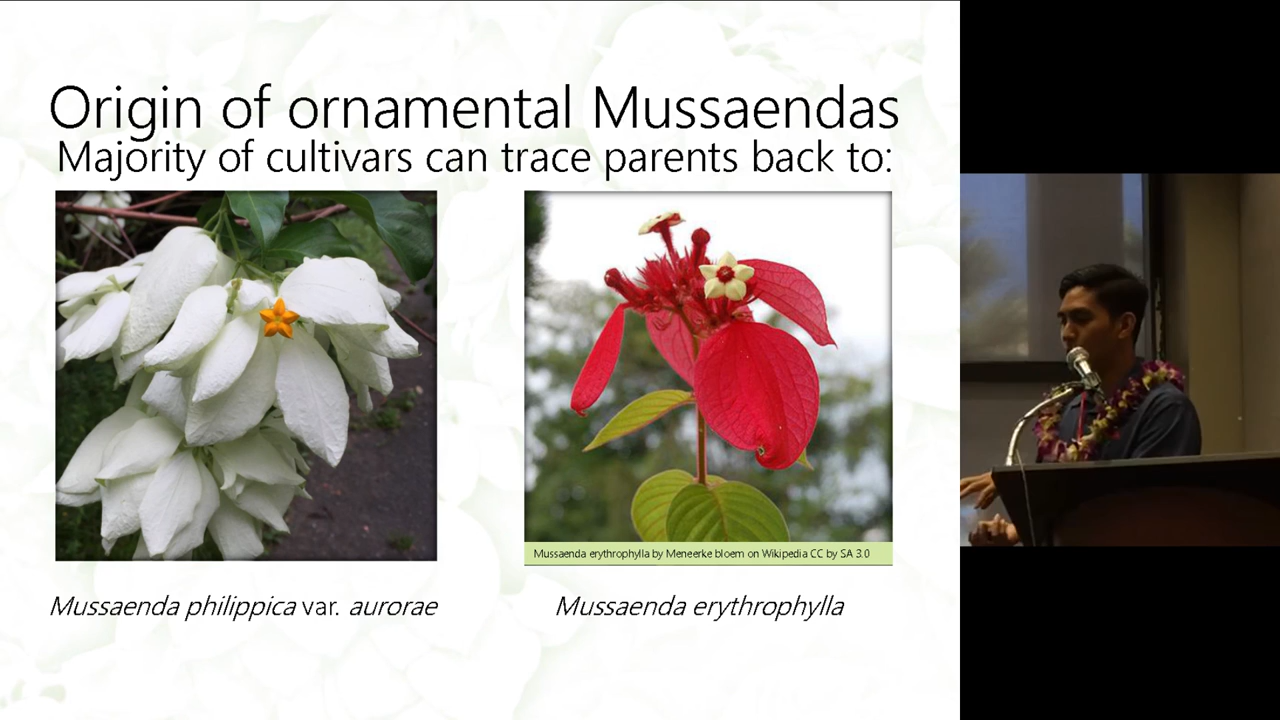 Origin of ornamental Mussaendas
Majority of cultivars can trace parents back to:
Mussaenda erythrophylla by Meneerke bloem on Wikipedia CC by SA 3.0
Mussaenda philippica var. aurorae
Mussaenda erythrophylla